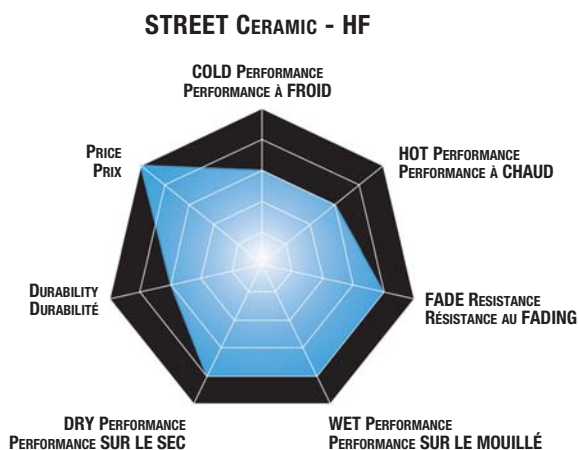 STREET CERAMIC - HF
COLD PERFORMANCE
PERFORMANCE À FROID
PRICE
PRIX
HOT PERFORMANCE
PERFORMANCE À CHAUD
DURABILITY
DURABILITÉ
FADE RESISTANCE
RÉSISTANCE AU FADING
DRY PERFORMANCE
PERFORMANCE SUR LE SEC
WET PERFORMANCE
PERFORMANCE SUR LE MOUILLÉ